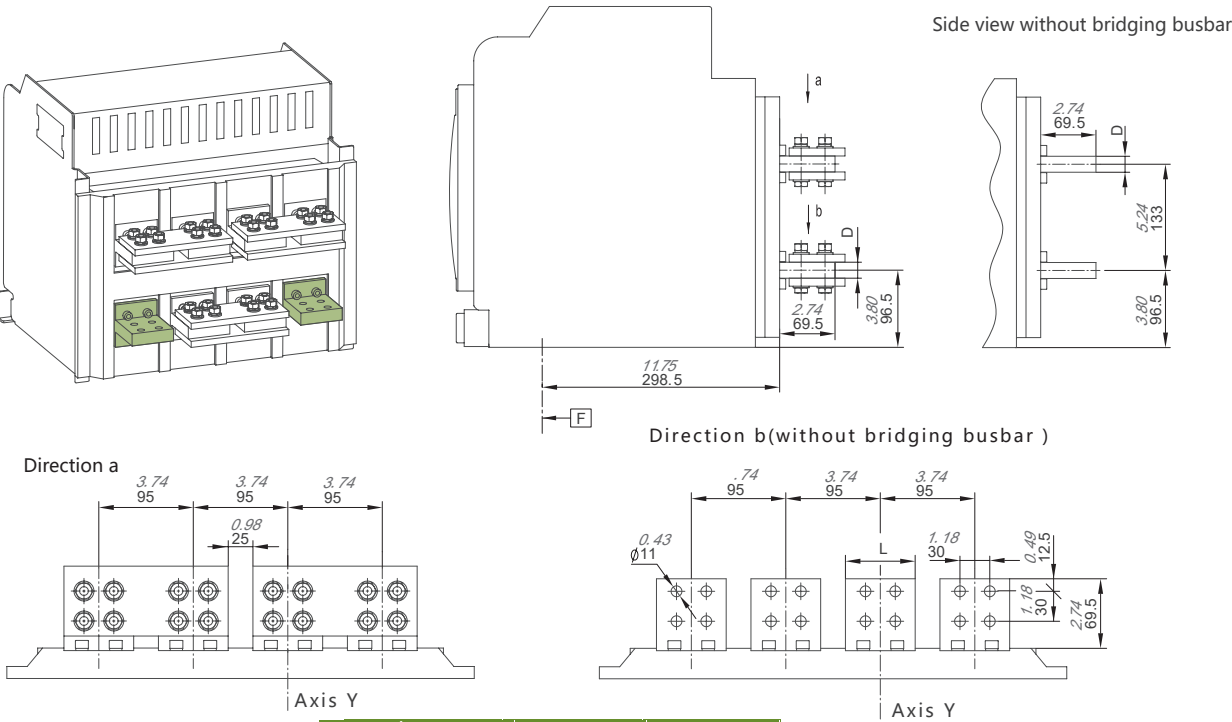 Side view without bridging busbar
a
b
D
2.74
69.5
3.80
96.5
11.75
298.5
F
2.74
69.5
D
5.24
133
3.80
96.5
Direction a
3.74
95
3.74
95
3.74
95
0.98
25
Axis Y
Direction b(without bridging busbar )
.74
95
3.74
95
3.74
95
0.43
ϕ11
L
1.18
30
0.49
12.5
1.18
30
2.74
69.5
Axis Y